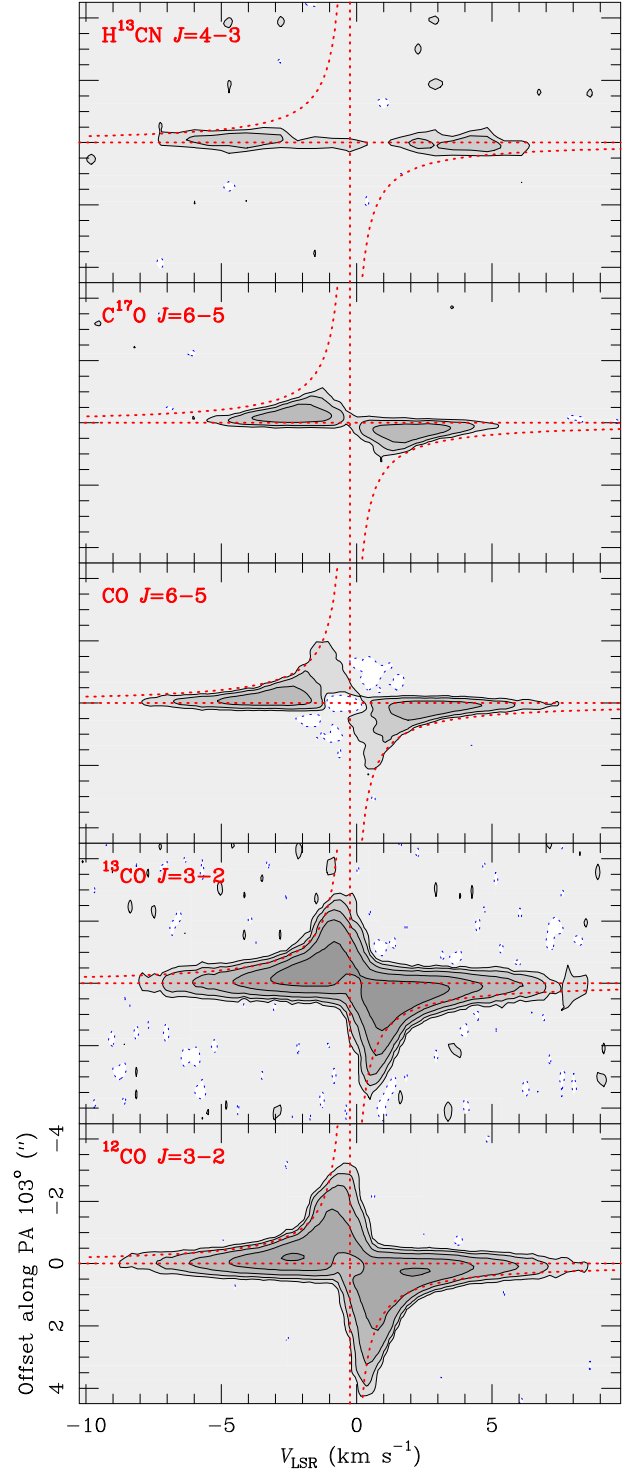 H¹³CN J=4−3
C¹⁷O J=6−5
CO J=6−5
¹³CO J=3−2
¹²CO J=3−2
Offset along PA 103° (″)
−4
−2
0
2
4
−10 −5 0 5
V_LSR (km s⁻¹)